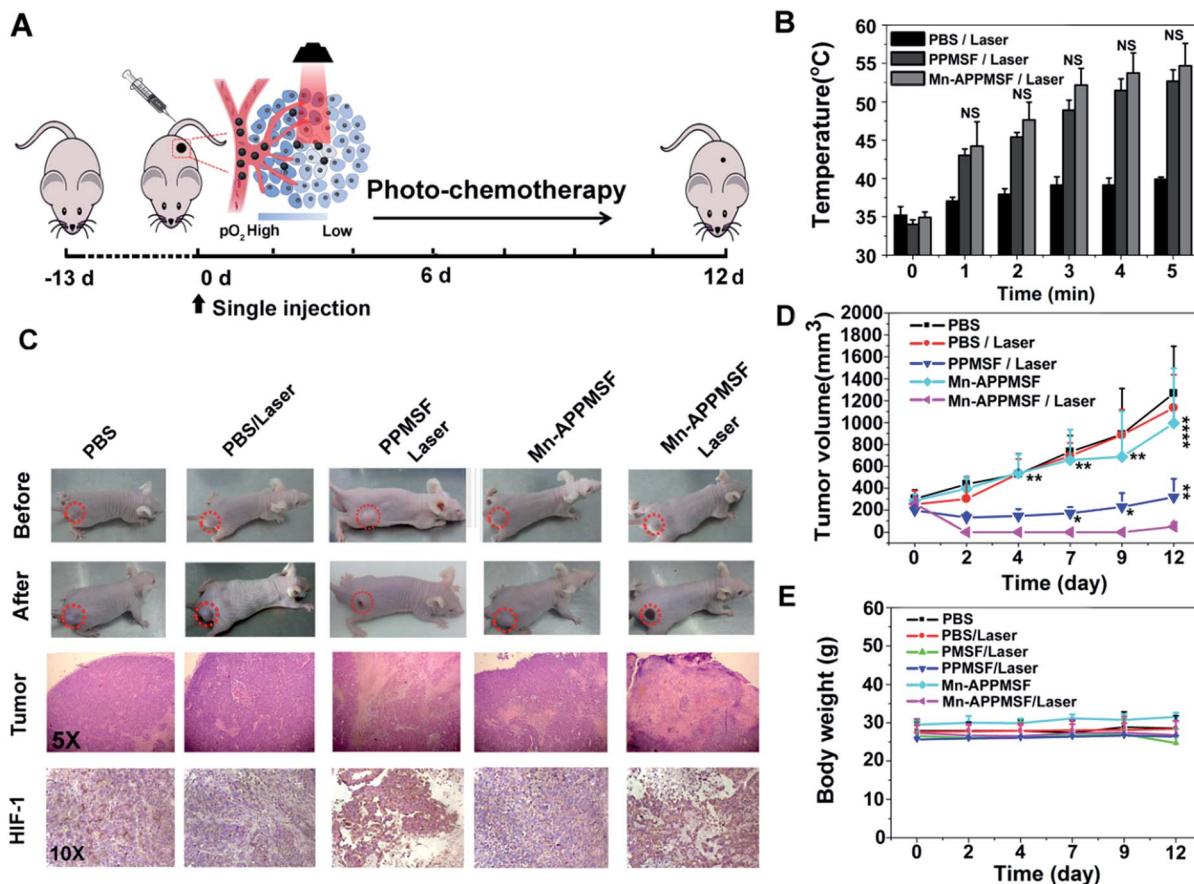 A
Photo-chemotherapy
pO2 High
Low
-13 d
0 d
6 d
12 d
Single injection
B
PBS / Laser
PPMSF / Laser
Mn-APPMSF / Laser
NS
NS
NS
NS
NS
Temperature(°C)
60
55
50
45
40
35
30
0 1 2 3 4 5
Time (min)
C
PBS
PBS/Laser
PPMSF
Laser
Mn-APPMSF
Mn-APPMSF
Laser
Before
After
Tumor
5X
HIF-1
10X
D
PBS
PBS / Laser
PPMSF / Laser
Mn-APPMSF
Mn-APPMSF / Laser
Tumor volume(mm3)
2000
1800
1600
1400
1200
1000
800
600
400
300
200
100
0
**
**
**
****
*
*
**
0 2 4 7 9 12
Time (day)
E
PBS
PBS/Laser
PMSF/Laser
PPMSF/Laser
Mn-APPMSF
Mn-APPMSF/Laser
Body weight (g)
60
50
40
30
20
10
0
0 2 4 7 9 12
Time (day)